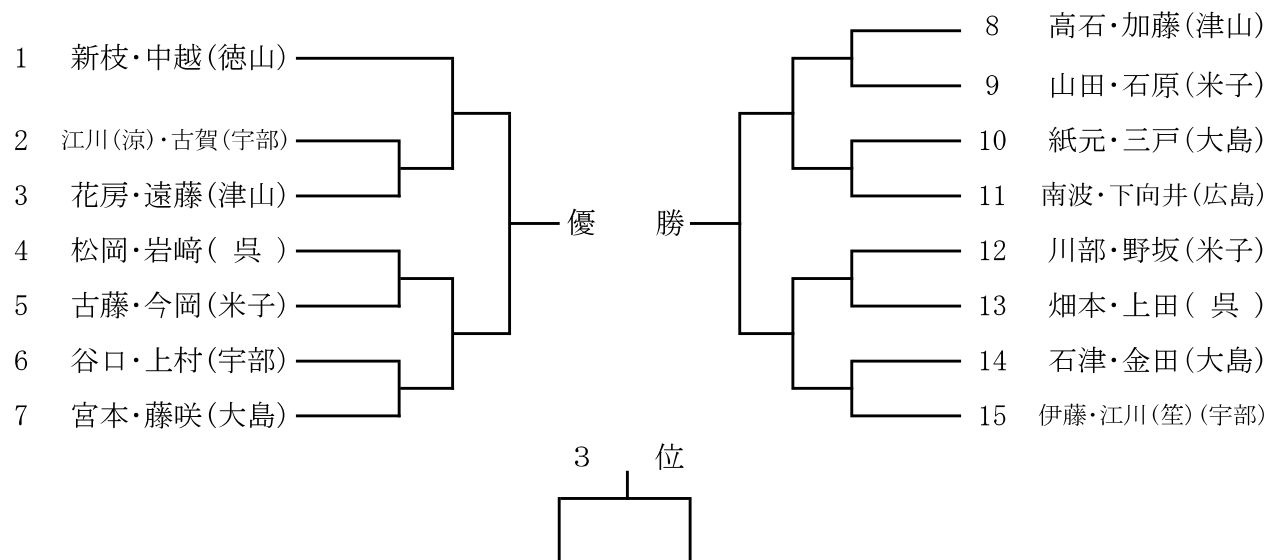 1 新枝・中越(徳山)
2 江川(涼)・古賀(宇部)
3 花房・遠藤(津山)
4 松岡・岩﨑( 呉 )
5 古藤・今岡(米子)
6 谷口・上村(宇部)
7 宮本・藤咲(大島)
優 勝
8 高石・加藤(津山)
9 山田・石原(米子)
10 紙元・三戸(大島)
11 南波・下向井(広島)
12 川部・野坂(米子)
13 畑本・上田( 呉 )
14 石津・金田(大島)
15 伊藤・江川(笙)(宇部)
3 位